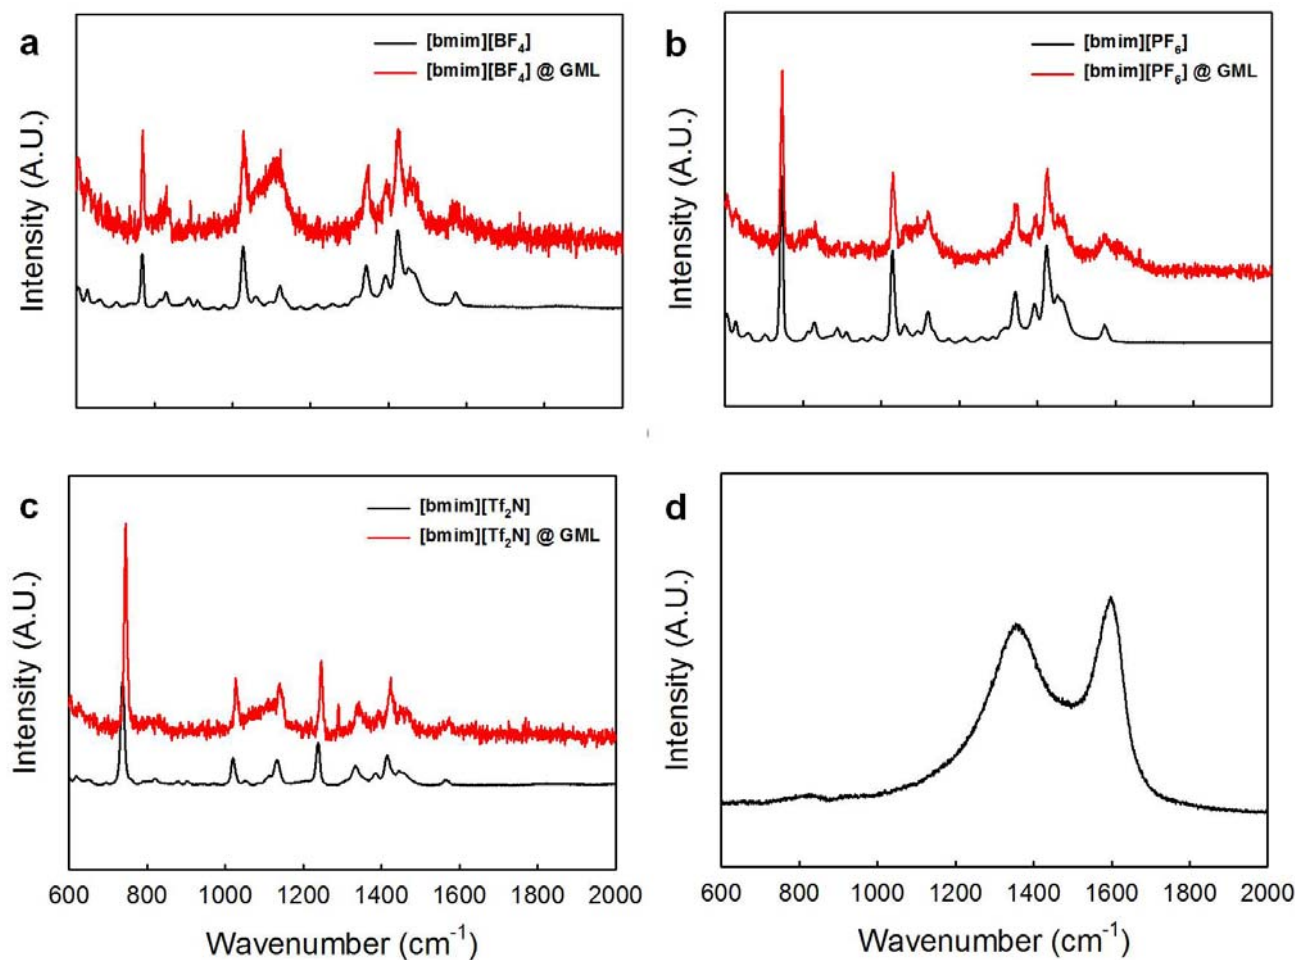 a
[bmim][BF₄]
[bmim][BF₄] @ GML
Intensity (A.U.)
b
[bmim][PF₆]
[bmim][PF₆] @ GML
Intensity (A.U.)
c
[bmim][Tf₂N]
[bmim][Tf₂N] @ GML
Intensity (A.U.)
600 800 1000 1200 1400 1600 1800 2000
Wavenumber (cm⁻¹)
d
Intensity (A.U.)
600 800 1000 1200 1400 1600 1800 2000
Wavenumber (cm⁻¹)